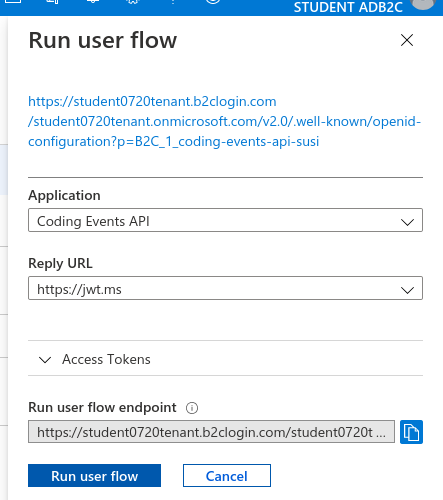 STUDENT ADB2C
Run user flow
https://student0720tenant.b2clogin.com
/student0720tenant.onmicrosoft.com/v2.0/.well-known/openid-
configuration?p=B2C_1_coding-events-api-susi
Application
Coding Events API
Reply URL
https://jwt.ms
Access Tokens
Run user flow endpoint
https://student0720tenant.b2clogin.com/student0720t ...
Run user flow
Cancel